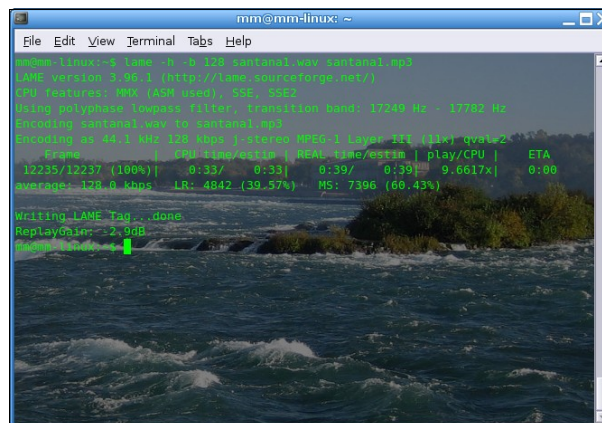 mm@mm-linux: ~
File Edit View Terminal Tabs Help
mm@mm-linux:~$ lame -h -b 128 santana1.wav santana1.mp3
LAME version 3.96.1 (http://lame.sourceforge.net/)
CPU features: MMX (ASM used), SSE, SSE2
Using polyphase lowpass filter, transition band: 17249 Hz - 17782 Hz
Encoding santana1.wav to santana1.mp3
Encoding as 44.1 kHz 128 kbps j-stereo MPEG-1 Layer III (11x) qval=2
Frame | CPU time/estim | REAL time/estim | play/CPU | ETA
12235/12237 (100%)| 0:33/ 0:33| 0:39/ 0:39| 9.6617x| 0:00
average: 128.0 kbps LR: 4842 (39.57%) MS: 7396 (60.43%)
Writing LAME Tag...done
ReplayGain: -2.9dB
mm@mm-linux:~$